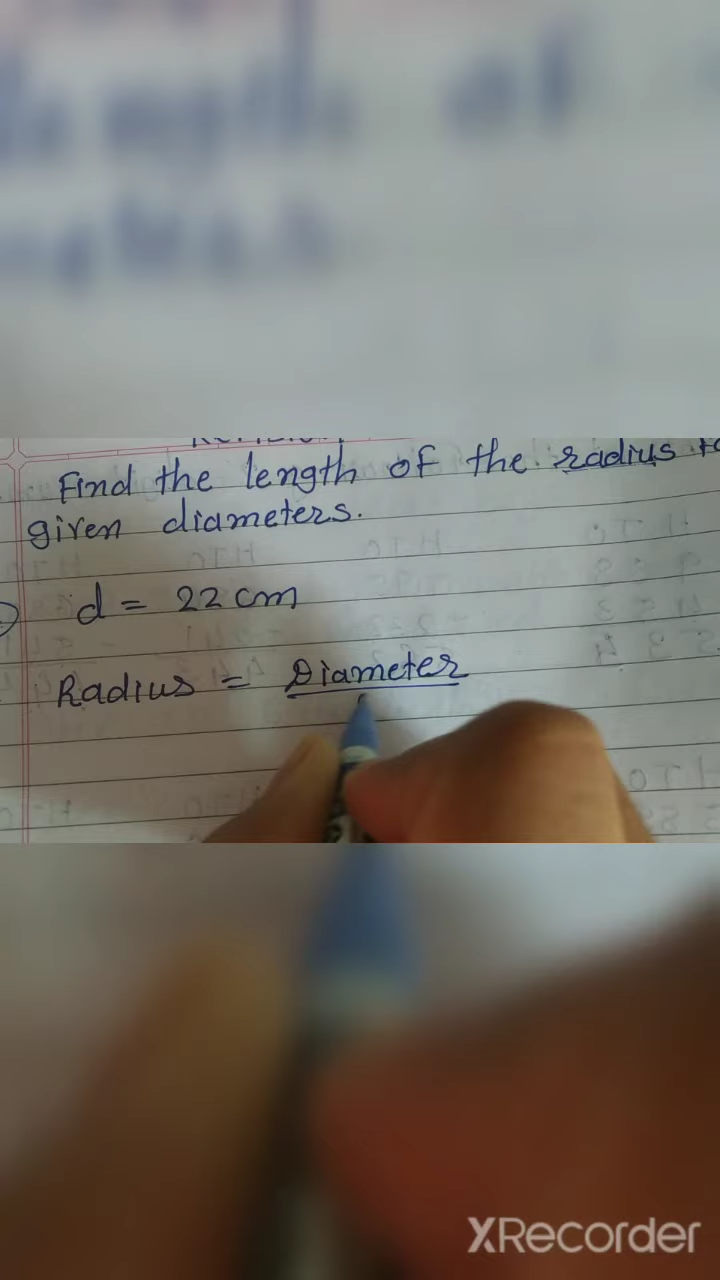 Find the length of the radius
given diameters.
d = 22 cm
Radius = Diameter
XRecorder